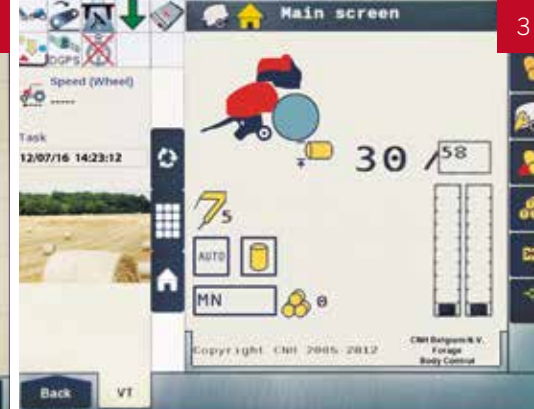 3
Main screen
DGPS
Speed (Wheel)
-----
Task
12/07/16 14:23:12
30 / 58
5
AUTO
MN
0
Copyright CNH 2005-2012
CNH Belgium N.V.
Forage
Body Control
Back
VT